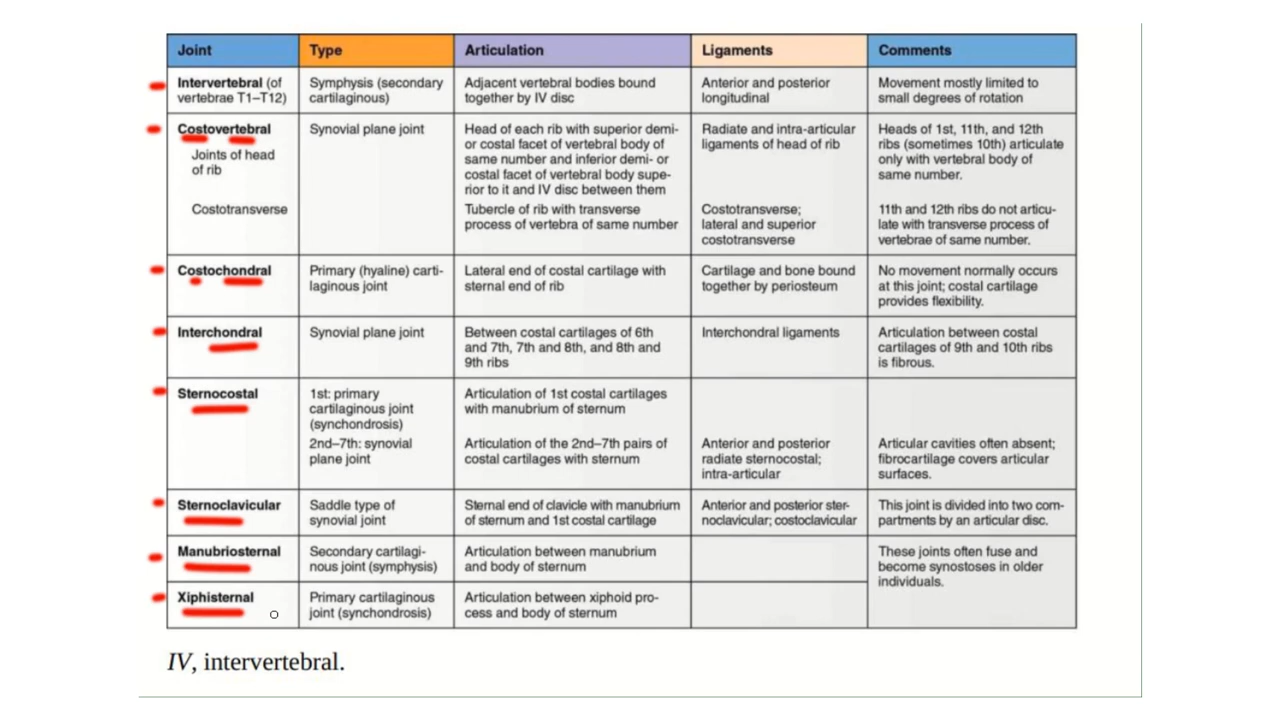 Joint Type Articulation Ligaments Comments
Intervertebral (of
vertebrae T1–T12)
Symphysis (secondary
cartilaginous)
Adjacent vertebral bodies bound
together by IV disc
Anterior and posterior
longitudinal
Movement mostly limited to
small degrees of rotation
Costovertebral
Joints of head
of rib
Synovial plane joint
Head of each rib with superior demi-
or costal facet of vertebral body of
same number and inferior demi- or
costal facet of vertebral body supe-
rior to it and IV disc between them
Radiate and intra-articular
ligaments of head of rib
Heads of 1st, 11th, and 12th
ribs (sometimes 10th) articulate
only with vertebral body of
same number.
Costotransverse
Tubercle of rib with transverse
process of vertebra of same number
Costotransverse;
lateral and superior
costotransverse
11th and 12th ribs do not articu-
late with transverse process of
vertebrae of same number.
Costochondral
Primary (hyaline) carti-
laginous joint
Lateral end of costal cartilage with
sternal end of rib
Cartilage and bone bound
together by periosteum
No movement normally occurs
at this joint; costal cartilage
provides flexibility.
Interchondral
Synovial plane joint
Between costal cartilages of 6th
and 7th, 7th and 8th, and 8th and
9th ribs
Interchondral ligaments
Articulation between costal
cartilages of 9th and 10th ribs
is fibrous.
Sternocostal
1st: primary
cartilaginous joint
(synchondrosis)
Articulation of 1st costal cartilages
with manubrium of sternum
2nd–7th: synovial
plane joint
Articulation of the 2nd–7th pairs of
costal cartilages with sternum
Anterior and posterior
radiate sternocostal;
intra-articular
Articular cavities often absent;
fibrocartilage covers articular
surfaces.
Sternoclavicular
Saddle type of
synovial joint
Sternal end of clavicle with manubrium
of sternum and 1st costal cartilage
Anterior and posterior ster-
noclavicular; costoclavicular
This joint is divided into two com-
partments by an articular disc.
Manubriosternal
Secondary cartilagi-
nous joint (symphysis)
Articulation between manubrium
and body of sternum
These joints often fuse and
become synostoses in older
individuals.
Xiphisternal
Primary cartilaginous
joint (synchondrosis)
Articulation between xiphoid pro-
cess and body of sternum
IV, intervertebral.